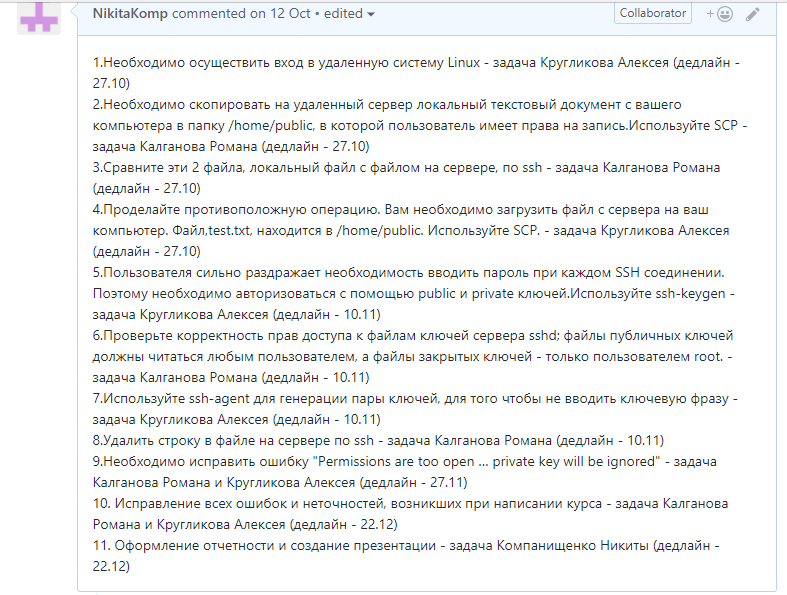 NikitaKomp commented on 12 Oct • edited
Collaborator
1.Необходимо осуществить вход в удаленную систему Linux - задача Кругликова Алексея (дедлайн -
27.10)
2.Необходимо скопировать на удаленный сервер локальный текстовый документ с вашего
компьютера в папку /home/public, в которой пользователь имеет права на запись.Используйте SCP -
задача Калганова Романа (дедлайн - 27.10)
3.Сравните эти 2 файла, локальный файл с файлом на сервере, по ssh - задача Калганова Романа
(дедлайн - 27.10)
4.Проделайте противоположную операцию. Вам необходимо загрузить файл с сервера на ваш
компьютер. Файл,test.txt, находится в /home/public. Используйте SCP. - задача Кругликова Алексея
(дедлайн - 27.10)
5.Пользователя сильно раздражает необходимость вводить пароль при каждом SSH соединении.
Поэтому необходимо авторизоваться с помощью public и private ключей.Используйте ssh-keygen -
задача Кругликова Алексея (дедлайн - 10.11)
6.Проверьте корректность прав доступа к файлам ключей сервера sshd; файлы публичных ключей
должны читаться любым пользователем, а файлы закрытых ключей - только пользователем root. -
задача Калганова Романа (дедлайн - 10.11)
7.Используйте ssh-agent для генерации пары ключей, для того чтобы не вводить ключевую фразу -
задача Кругликова Алексея (дедлайн - 10.11)
8.Удалить строку в файле на сервере по ssh - задача Калганова Романа (дедлайн - 10.11)
9.Необходимо исправить ошибку "Permissions are too open ... private key will be ignored" - задача
Калганова Романа и Кругликова Алексея (дедлайн - 27.11)
10. Исправление всех ошибок и неточностей, возникших при написании курса - задача Калганова
Романа и Кругликова Алексея (дедлайн - 22.12)
11. Оформление отчетности и создание презентации - задача Компанищенко Никиты (дедлайн -
22.12)